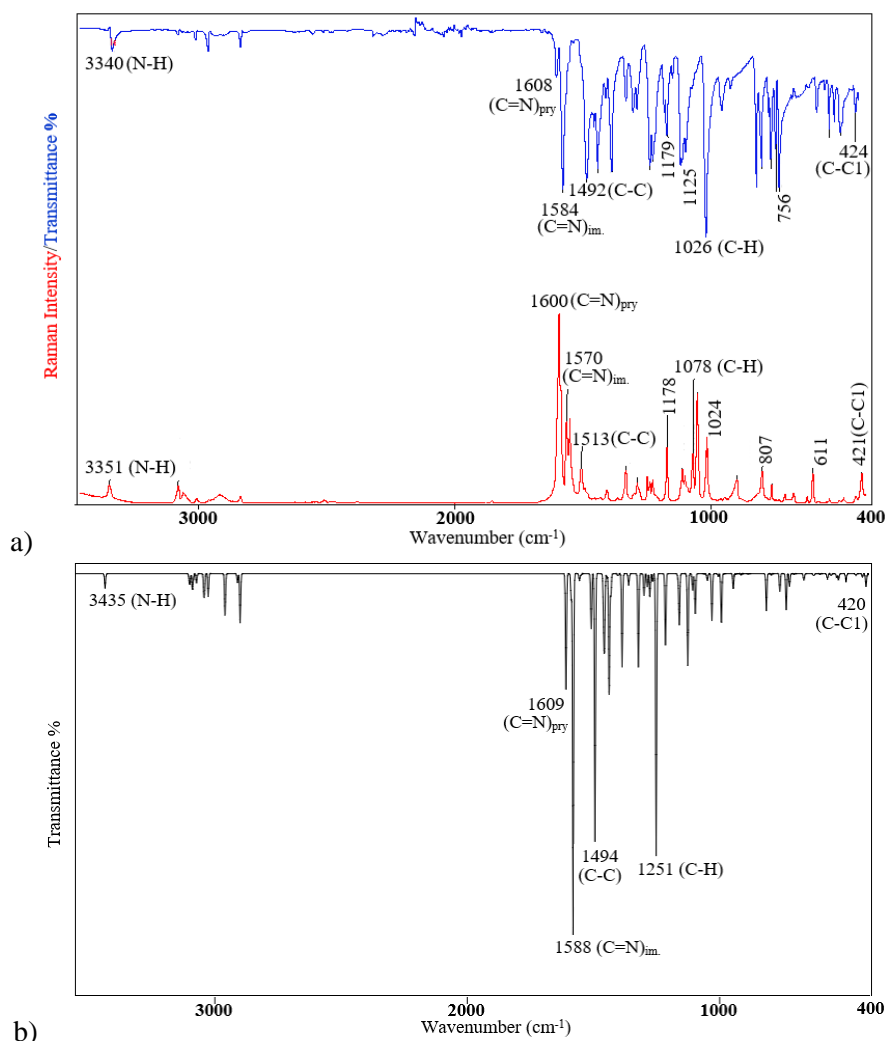 3340 (N-H)
1608
(C=N)pry
1492 (C-C)
1584
(C=N)im.
1179
1125
1026 (C-H)
756
424
(C-C1)
Raman Intensity/Transmittance %
1600 (C=N)pry
1570
(C=N)im.
1513 (C-C)
1178
1078 (C-H)
1024
807
611
421(C-C1)
3351 (N-H)
3000
2000
1000
400
Wavenumber (cm-1)
a)
3435 (N-H)
420
(C-C1)
1609
(C=N)pry
Transmittance %
1494
(C-C)
1251 (C-H)
1588 (C=N)im.
3000
2000
1000
400
Wavenumber (cm-1)
b)